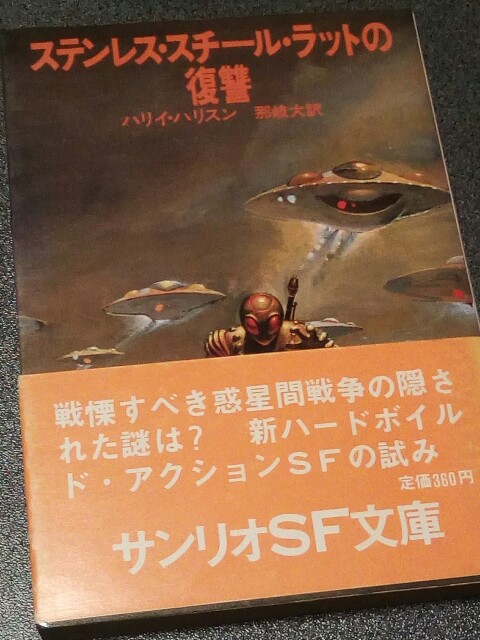 ステンレス・スチール・ラットの
復讐
ハリイ・ハリスン 那岐大訳
戦慄すべき惑星間戦争の隠さ
れた謎は? 新ハードボイル
ド・アクションSFの試み
定価360円
サンリオSF文庫